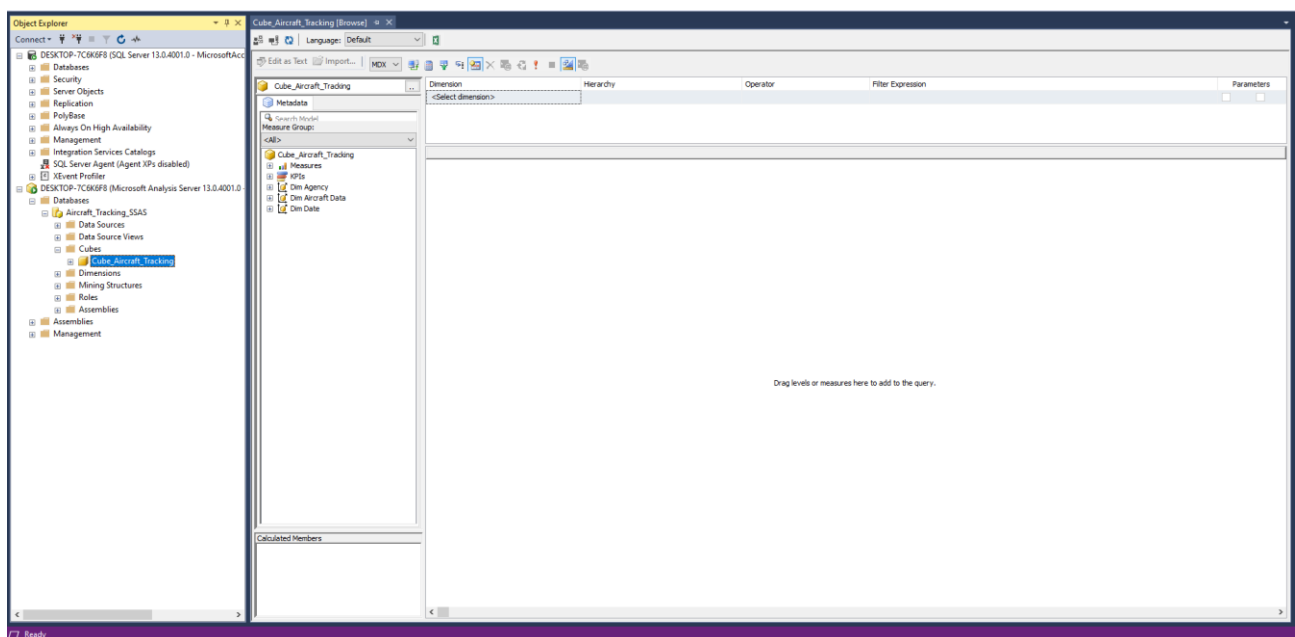 Object Explorer
Connect
DESKTOP-7C6K6F8 (SQL Server 13.0.4001.0 - MicrosoftAcc
Databases
Security
Server Objects
Replication
PolyBase
Always On High Availability
Management
Integration Services Catalogs
SQL Server Agent (Agent XPs disabled)
XEvent Profiler
DESKTOP-7C6K6F8 (Microsoft Analysis Server 13.0.4001.0 -
Databases
Aircraft_Tracking_SSAS
Data Sources
Data Source Views
Cubes
Cube_Aircraft_Tracking
Dimensions
Mining Structures
Roles
Assemblies
Assemblies
Management
Cube_Aircraft_Tracking [Browse]
Language: Default
Edit as Text Import... MDX
Cube_Aircraft_Tracking ..
Metadata
Search Model
Measure Group:
<All>
Cube_Aircraft_Tracking
Measures
KPIs
Dim Agency
Dim Aircraft Data
Dim Date
Calculated Members
Dimension Hierarchy Operator Filter Expression Parameters
<Select dimension>
Drag levels or measures here to add to the query.
Ready